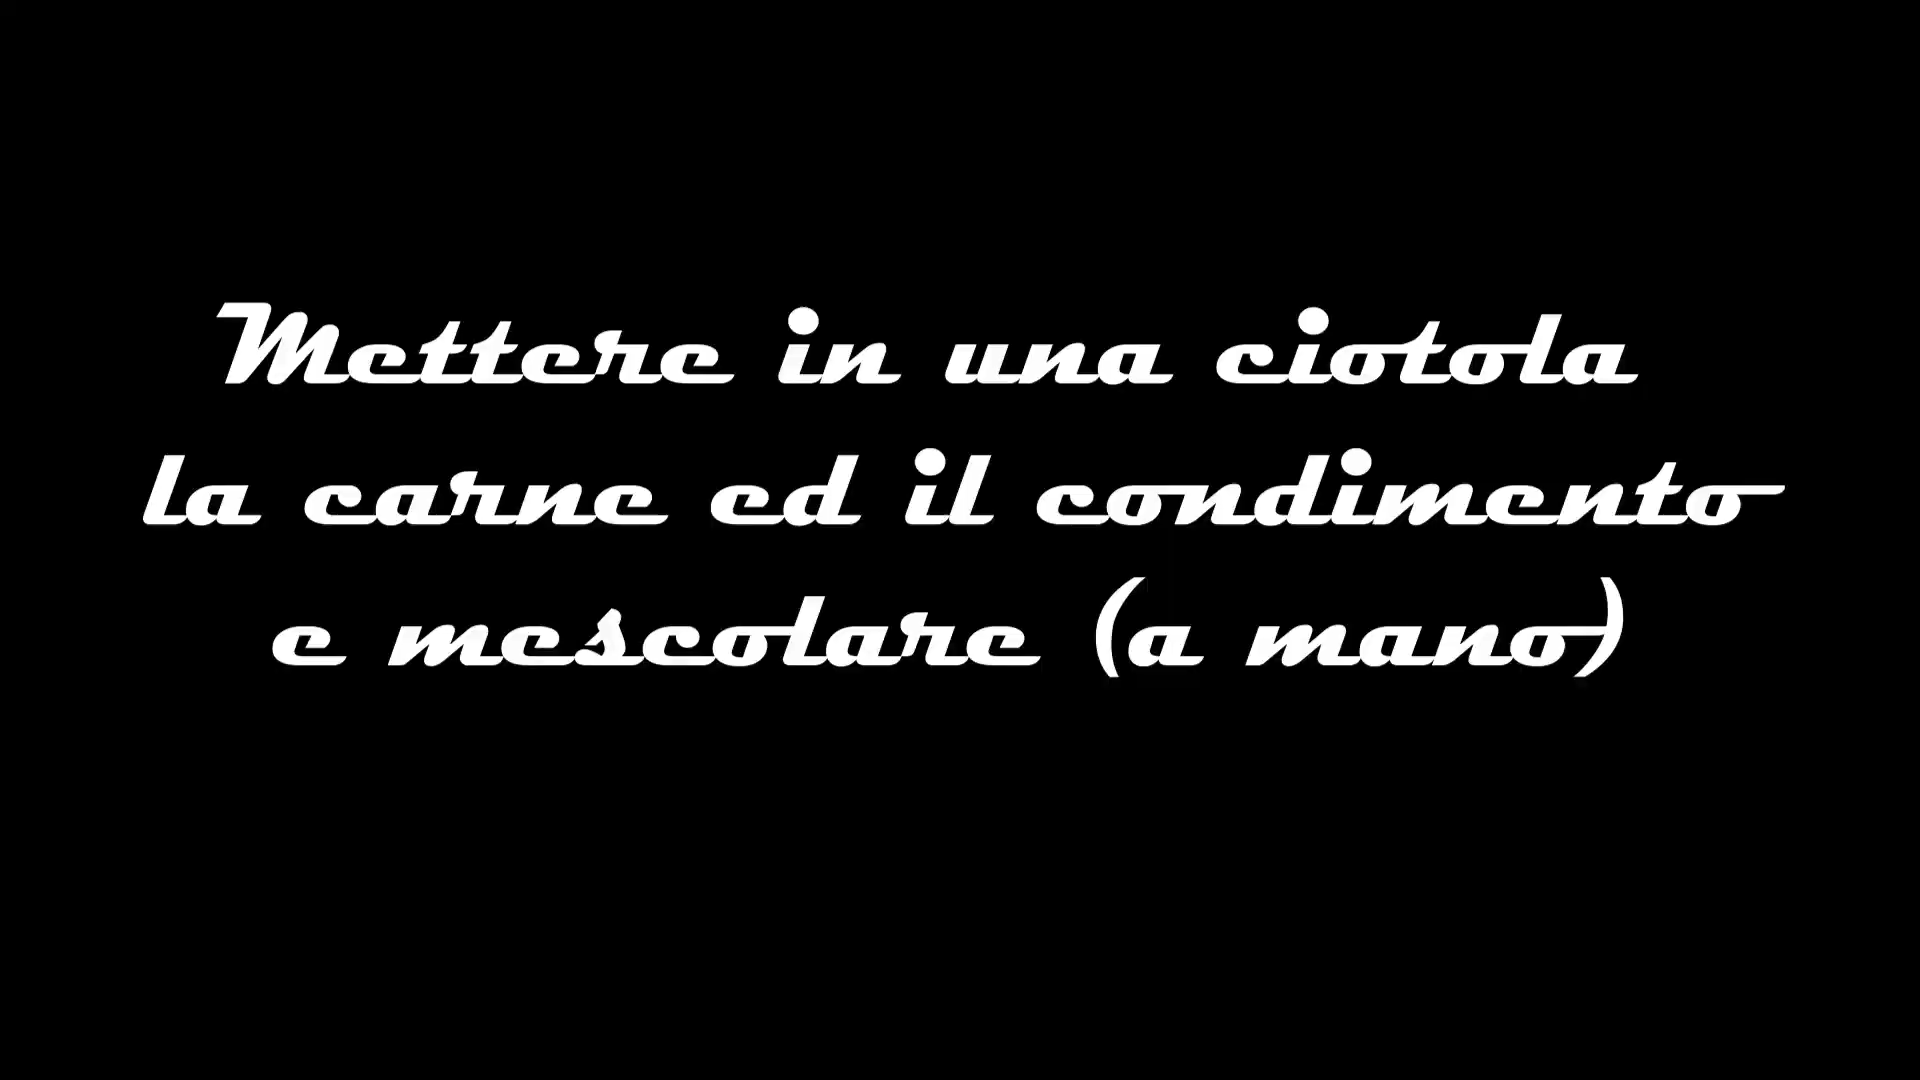 Mettere in una ciotola
la carne ed il condimento
e mescolare (a mano)